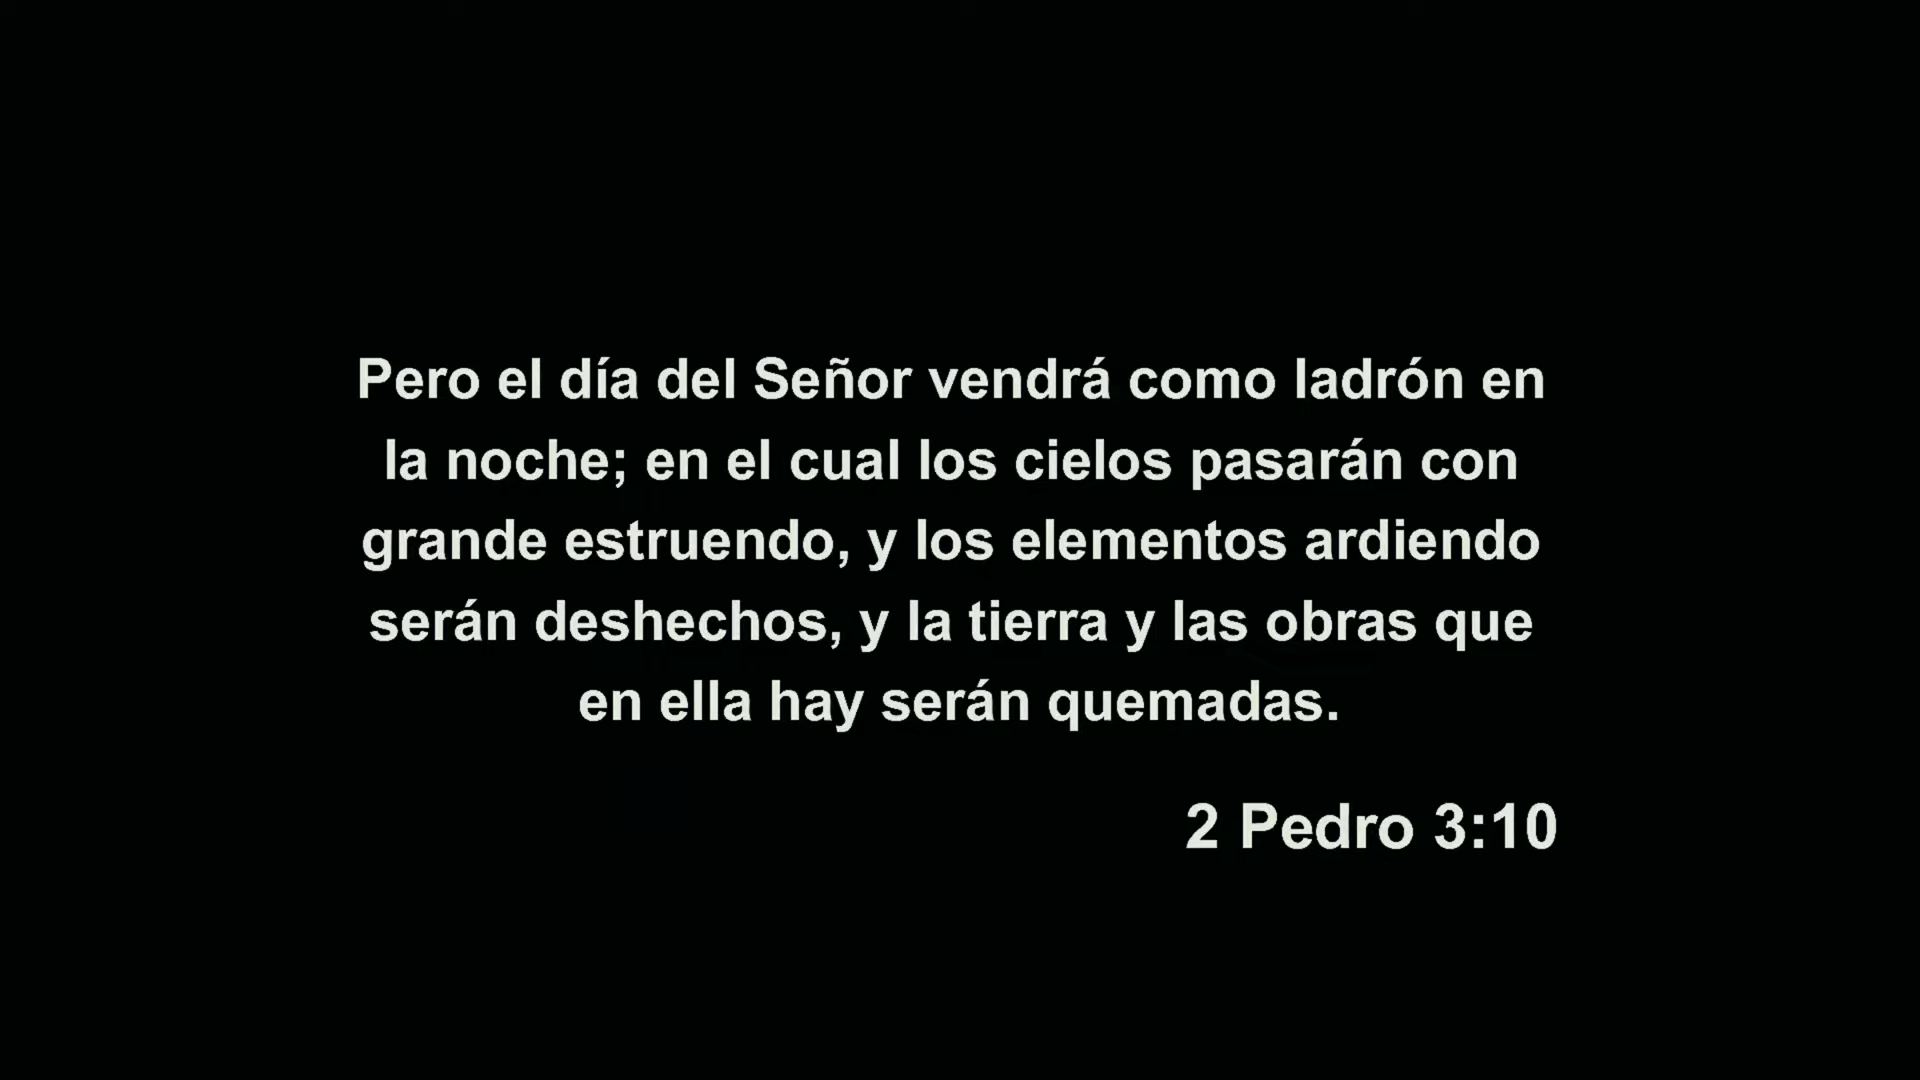 Pero el día del Señor vendrá como ladrón en
la noche; en el cual los cielos pasarán con
grande estruendo, y los elementos ardiendo
serán deshechos, y la tierra y las obras que
en ella hay serán quemadas.
2 Pedro 3:10